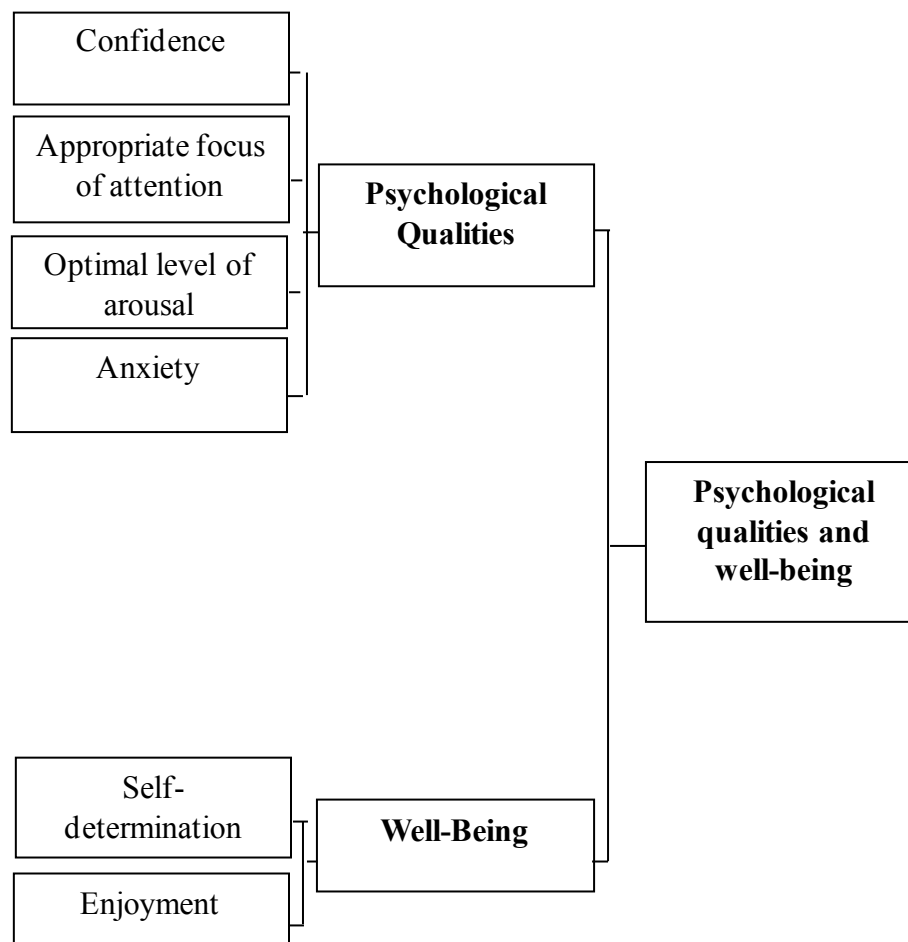 Confidence
Appropriate focus
of attention
Optimal level of
arousal
Anxiety
Psychological
Qualities
Psychological
qualities and
well-being
Self-
determination
Enjoyment
Well-Being